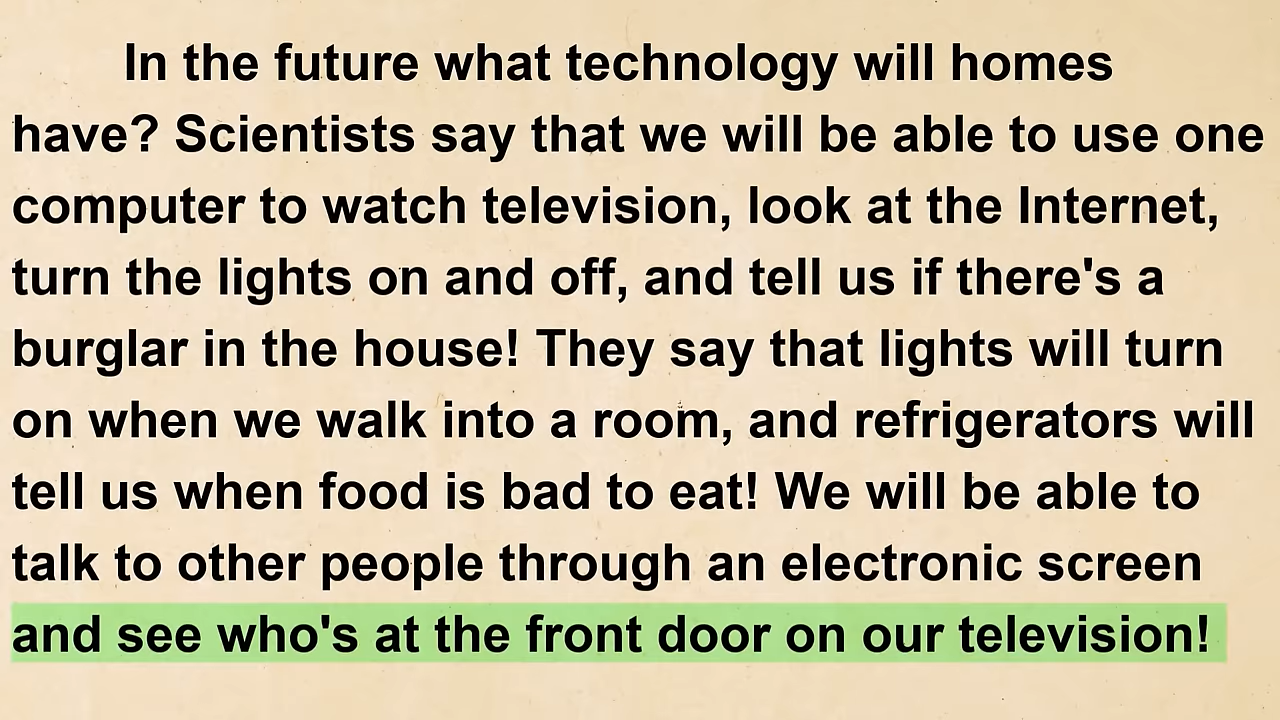 In the future what technology will homes
have? Scientists say that we will be able to use one
computer to watch television, look at the Internet,
turn the lights on and off, and tell us if there's a
burglar in the house! They say that lights will turn
on when we walk into a room, and refrigerators will
tell us when food is bad to eat! We will be able to
talk to other people through an electronic screen
and see who's at the front door on our television!